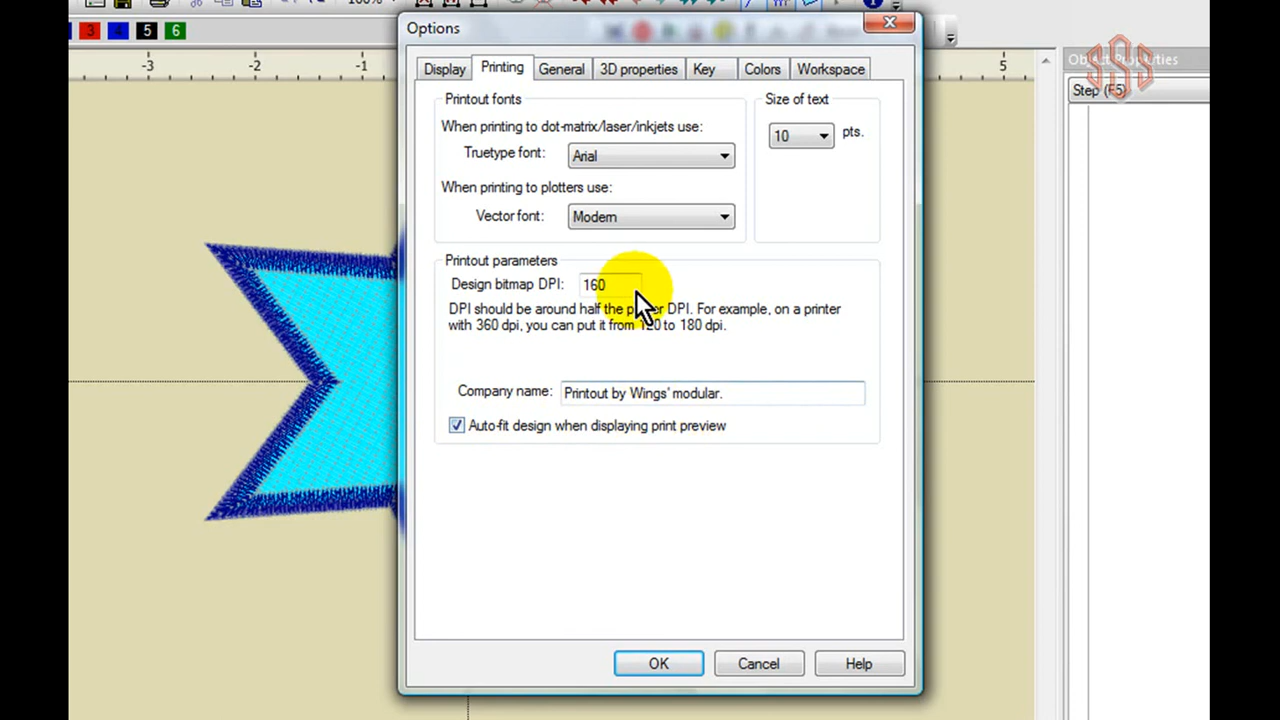 Options
3 4 5 6
-3 -2 -1 5
Object Properties
SSS
Step (F5)
Display Printing General 3D properties Key Colors Workspace
Printout fonts
When printing to dot-matrix/laser/inkjets use:
Truetype font: Arial
When printing to plotters use:
Vector font: Modern
Size of text
10 pts.
Printout parameters
Design bitmap DPI: 160
DPI should be around half the DPI. For example, on a printer
with 360 dpi, you can put it from to 180 dpi.
Company name: Printout by Wings' modular.
Auto-fit design when displaying print preview
OK Cancel Help